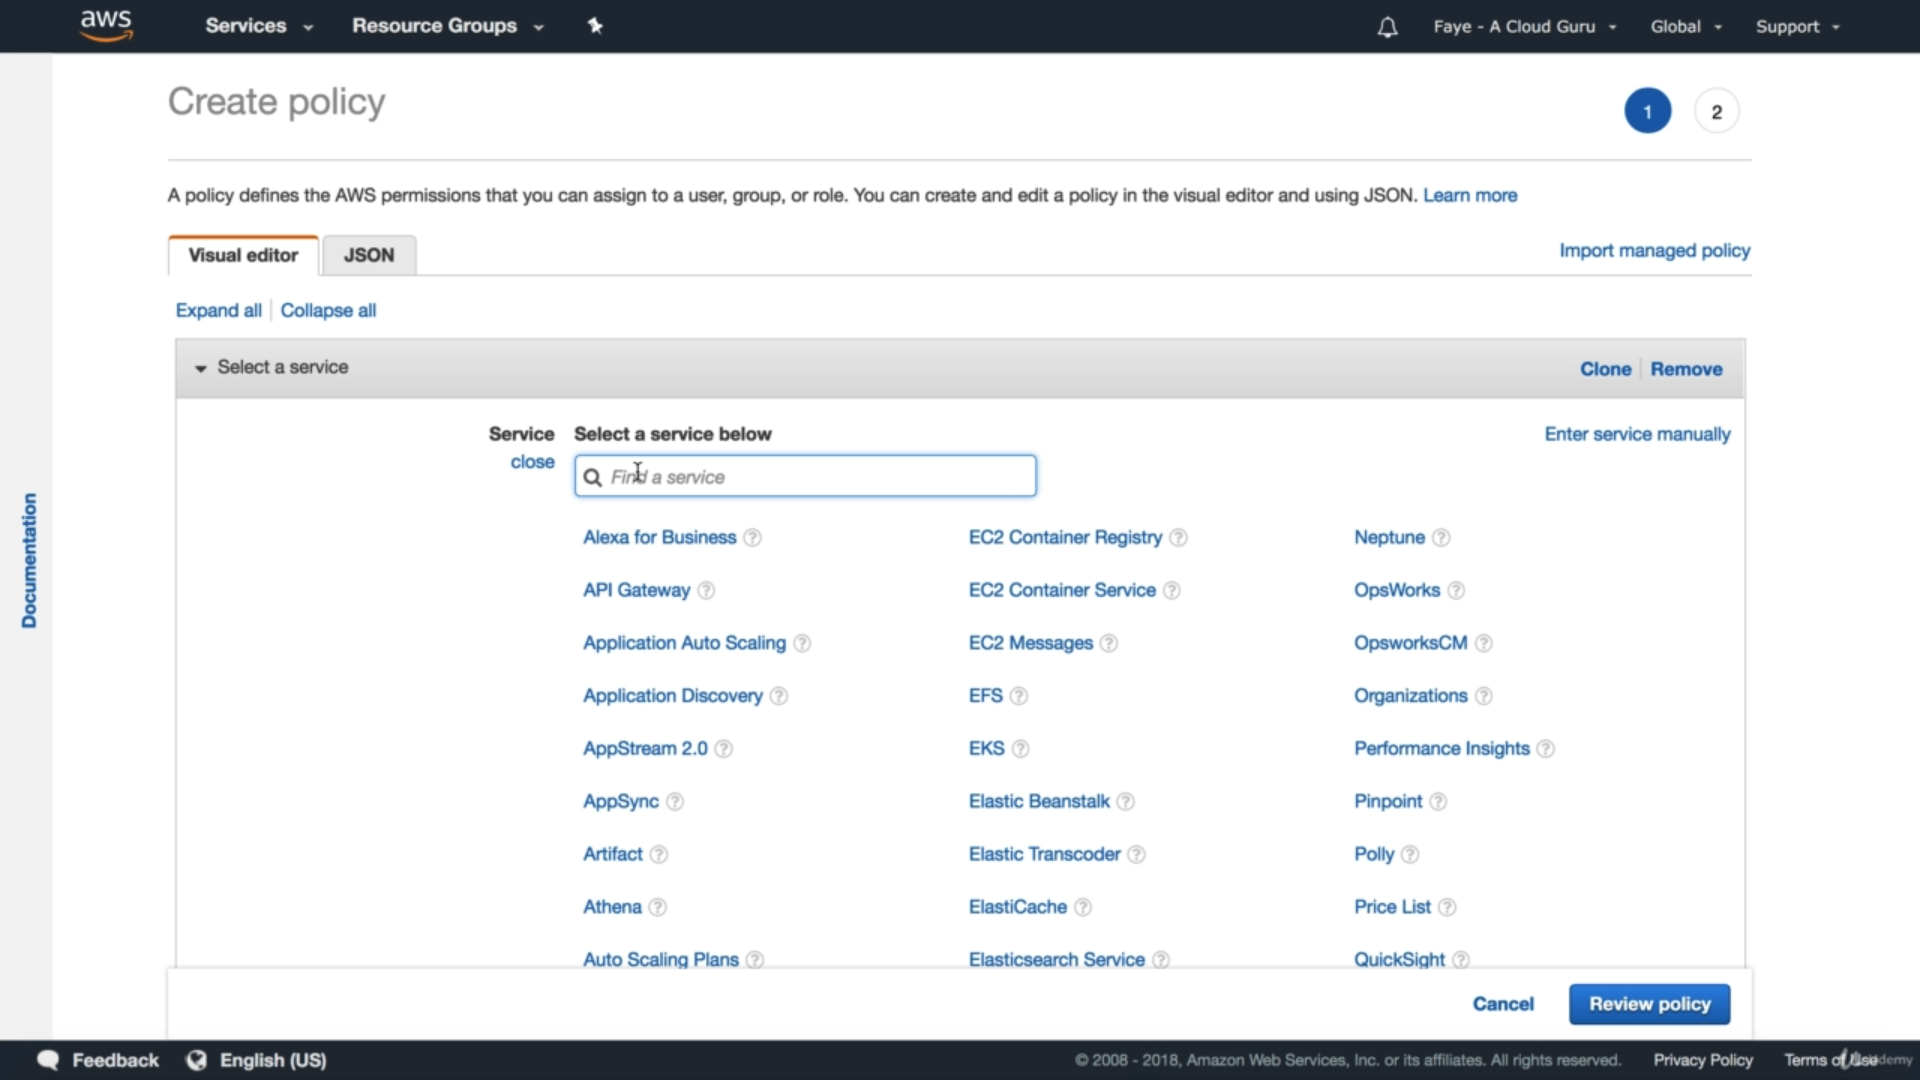 aws Services Resource Groups Faye - A Cloud Guru Global Support
Create policy 1 2
A policy defines the AWS permissions that you can assign to a user, group, or role. You can create and edit a policy in the visual editor and using JSON. Learn more
Visual editor JSON Import managed policy
Expand all Collapse all
Select a service Clone Remove
Service Select a service below Enter service manually
close
Find a service
Alexa for Business ? EC2 Container Registry ? Neptune ?
API Gateway ? EC2 Container Service ? OpsWorks ?
Application Auto Scaling ? EC2 Messages ? OpsworksCM ?
Application Discovery ? EFS ? Organizations ?
AppStream 2.0 ? EKS ? Performance Insights ?
AppSync ? Elastic Beanstalk ? Pinpoint ?
Artifact ? Elastic Transcoder ? Polly ?
Athena ? ElastiCache ? Price List ?
Auto Scaling Plans ? Elasticsearch Service ? QuickSight ?
Documentation
Cancel Review policy
Feedback English (US) © 2008 - 2018, Amazon Web Services, Inc. or its affiliates. All rights reserved. Privacy Policy Terms of Use